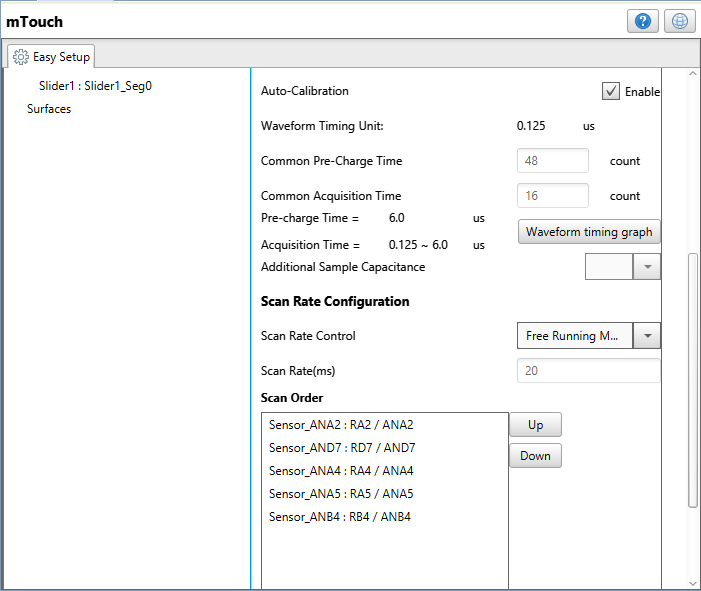 mTouch
Easy Setup
Slider1 : Slider1_Seg0
Surfaces
Auto-Calibration
Enable
Waveform Timing Unit:
0.125
us
Common Pre-Charge Time
48
count
Common Acquisition Time
16
count
Pre-charge Time =
6.0
us
Waveform timing graph
Acquisition Time =
0.125 ~ 6.0
us
Additional Sample Capacitance
Scan Rate Configuration
Scan Rate Control
Free Running M...
Scan Rate(ms)
20
Scan Order
Sensor_ANA2 : RA2 / ANA2
Sensor_AND7 : RD7 / AND7
Sensor_ANA4 : RA4 / ANA4
Sensor_ANA5 : RA5 / ANA5
Sensor_ANB4 : RB4 / ANB4
Up
Down